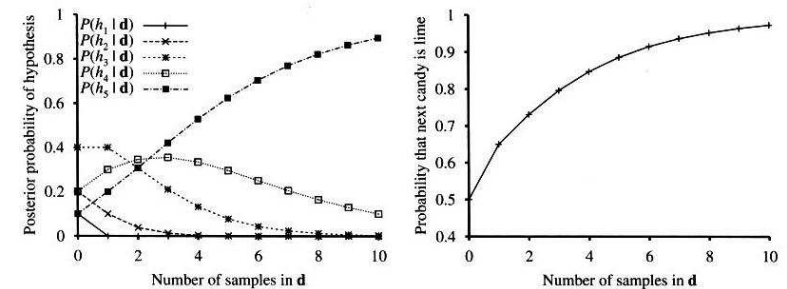 Posterior probability of hypothesis
1
0.8
0.6
0.4
0.2
0
P(h1 | d)
P(h2 | d)
P(h3 | d)
P(h4 | d)
P(h5 | d)
0 2 4 6 8 10
Number of samples in d
Probability that next candy is lime
1
0.9
0.8
0.7
0.6
0.5
0.4
0 2 4 6 8 10
Number of samples in d